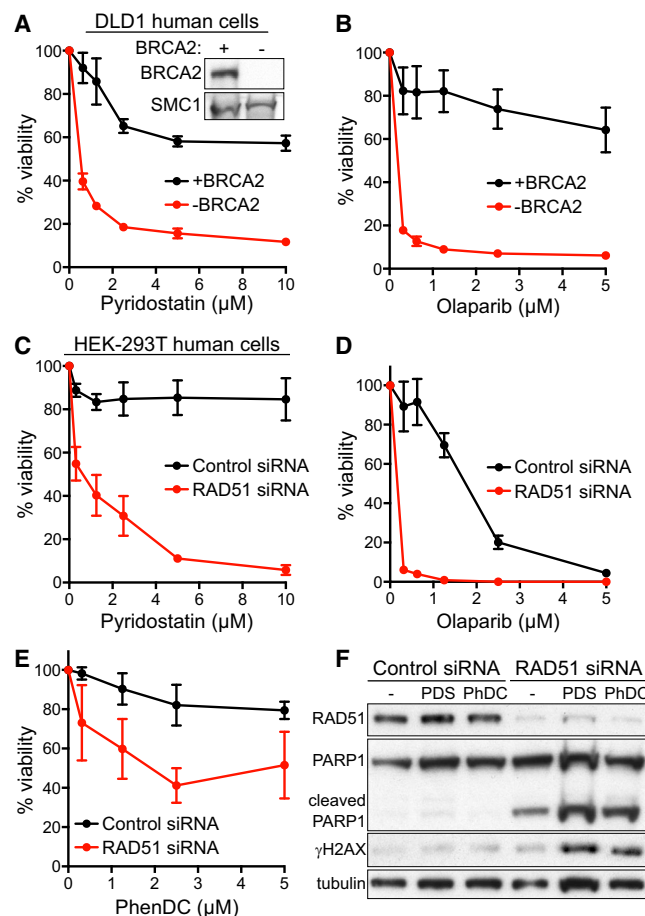 A
DLD1 human cells
BRCA2: + -
BRCA2
SMC1
100
80
60
40
20
0
% viability
+BRCA2
-BRCA2
0 2 4 6 8 10
Pyridostatin (µM)
B
100
80
60
40
20
0
% viability
+BRCA2
-BRCA2
0 1 2 3 4 5
Olaparib (µM)
C
HEK-293T human cells
100
80
60
40
20
0
% viability
Control siRNA
RAD51 siRNA
0 2 4 6 8 10
Pyridostatin (µM)
D
100
80
60
40
20
0
% viability
Control siRNA
RAD51 siRNA
0 1 2 3 4 5
Olaparib (µM)
E
100
80
60
40
20
0
% viability
Control siRNA
RAD51 siRNA
0 1 2 3 4 5
PhenDC (µM)
F
Control siRNA RAD51 siRNA
- PDS PhDC - PDS PhDC
RAD51
PARP1
cleaved
PARP1
γH2AX
tubulin